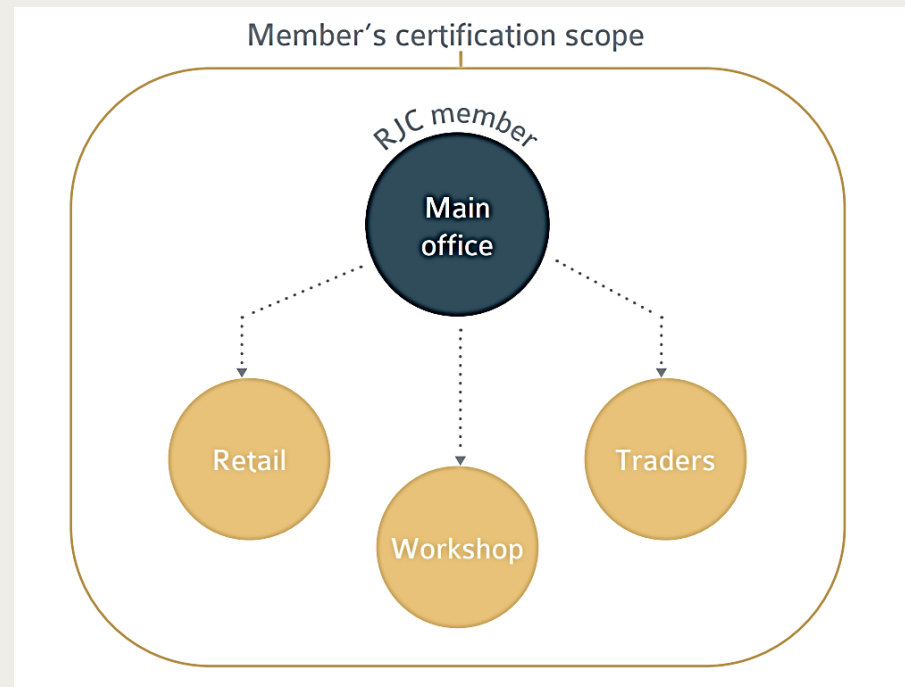 Member’s certification scope
RJC member
Main
office
Retail
Traders
Workshop